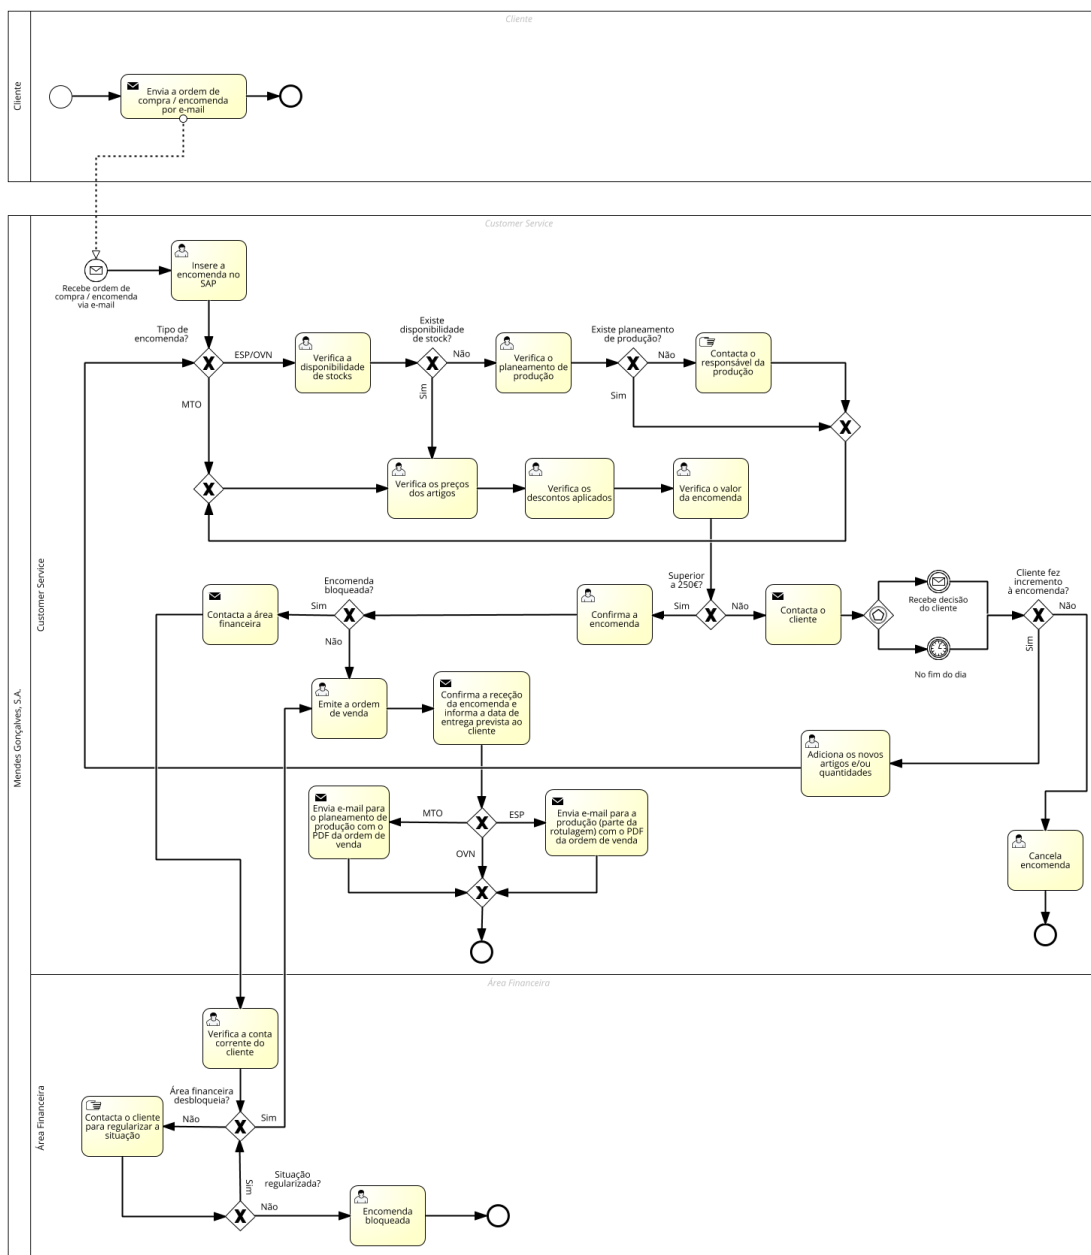 Cliente
Cliente
Envia a ordem de
compra / encomenda
por e-mail
Mendes Gonçalves, S.A.
Customer Service
Customer Service
Recebe ordem de
compra / encomenda
via e-mail
Insere a
encomenda no
SAP
Tipo de
encomenda?
ESP/OVN
MTO
Verifica a
disponibilidade
de stocks
Existe
disponibilidade
de stock?
Não
Sim
Verifica o
planeamento de
produção
Existe planeamento
de produção?
Não
Sim
Contacta o
responsável da
produção
Verifica os preços
dos artigos
Verifica os
descontos aplicados
Verifica o valor
da encomenda
Superior
a 250€?
Sim
Não
Confirma a
encomenda
Contacta o
cliente
Recebe decisão
do cliente
No fim do dia
Cliente fez
incremento
à encomenda?
Não
Sim
Encomenda
bloqueada?
Sim
Não
Contacta a área
financeira
Emite a ordem
de venda
Confirma a receção
da encomenda e
informa a data de
entrega prevista ao
cliente
Adiciona os novos
artigos e/ou
quantidades
Envia e-mail para
o planeamento de
produção com o
PDF da ordem de
venda
MTO
ESP
OVN
Envia e-mail para a
produção (parte da
rotulagem) com o PDF
da ordem de venda
Cancela
encomenda
Área Financeira
Área Financeira
Verifica a conta
corrente do
cliente
Área financeira
desbloqueia?
Não
Sim
Contacta o cliente
para regularizar a
situação
Situação
regularizada?
Sim
Não
Encomenda
bloqueada